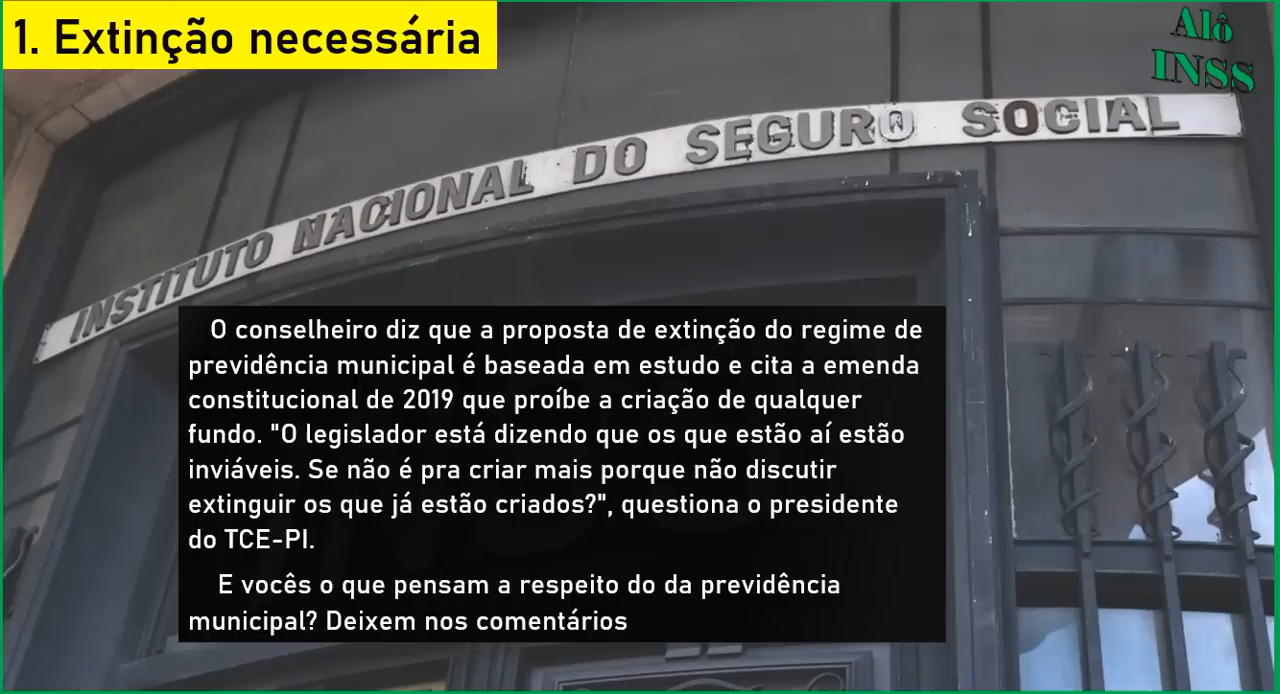 1. Extinção necessária
Alô
INSS
INSTITUTO NACIONAL DO SEGURO SOCIAL
O conselheiro diz que a proposta de extinção do regime de
previdência municipal é baseada em estudo e cita a emenda
constitucional de 2019 que proíbe a criação de qualquer
fundo. "O legislador está dizendo que os que estão aí estão
inviáveis. Se não é pra criar mais porque não discutir
extinguir os que já estão criados?", questiona o presidente
do TCE-PI.
E vocês o que pensam a respeito do da previdência
municipal? Deixem nos comentários